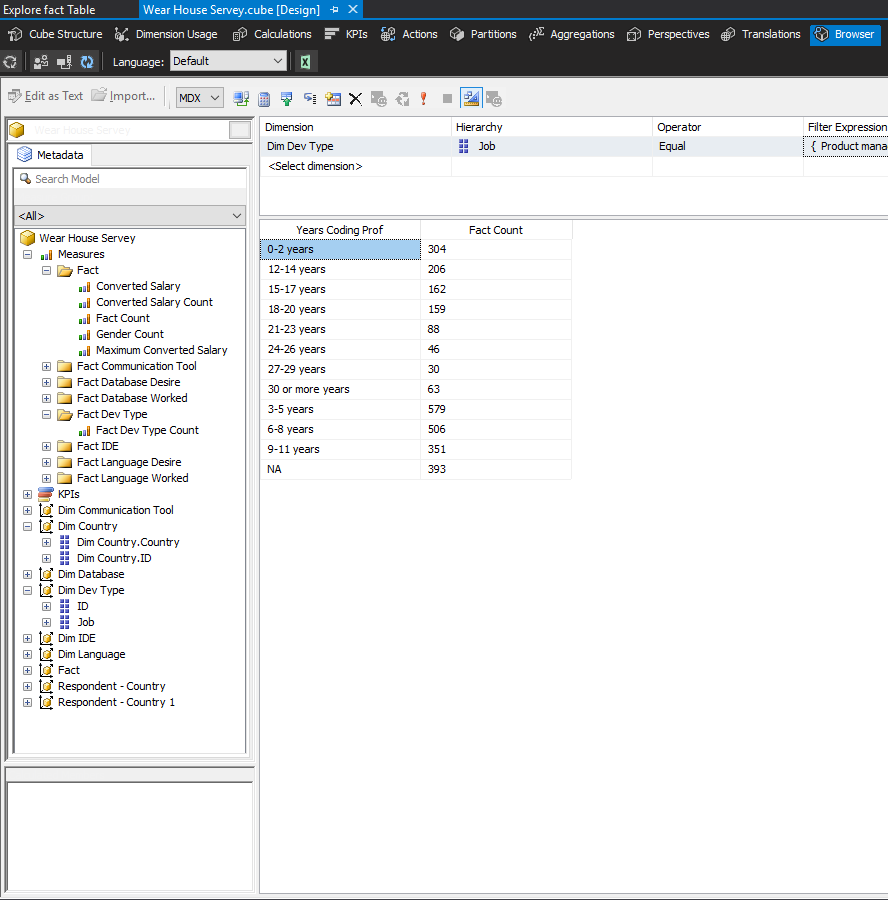 Explore fact Table Wear House Servey.cube [Design]
Cube Structure Dimension Usage Calculations KPIs Actions Partitions Aggregations Perspectives Translations Browser
Language: Default
Edit as Text Import... MDX
Wear House Servey
Metadata
Search Model
<All>
Wear House Servey
Measures
Fact
Converted Salary
Converted Salary Count
Fact Count
Gender Count
Maximum Converted Salary
Fact Communication Tool
Fact Database Desire
Fact Database Worked
Fact Dev Type
Fact Dev Type Count
Fact IDE
Fact Language Desire
Fact Language Worked
KPIs
Dim Communication Tool
Dim Country
Dim Country.Country
Dim Country.ID
Dim Database
Dim Dev Type
ID
Job
Dim IDE
Dim Language
Fact
Respondent - Country
Respondent - Country 1
Dimension Hierarchy Operator Filter Expression
Dim Dev Type Job Equal { Product mana
<Select dimension>
Years Coding Prof Fact Count
0-2 years 304
12-14 years 206
15-17 years 162
18-20 years 159
21-23 years 88
24-26 years 46
27-29 years 30
30 or more years 63
3-5 years 579
6-8 years 506
9-11 years 351
NA 393